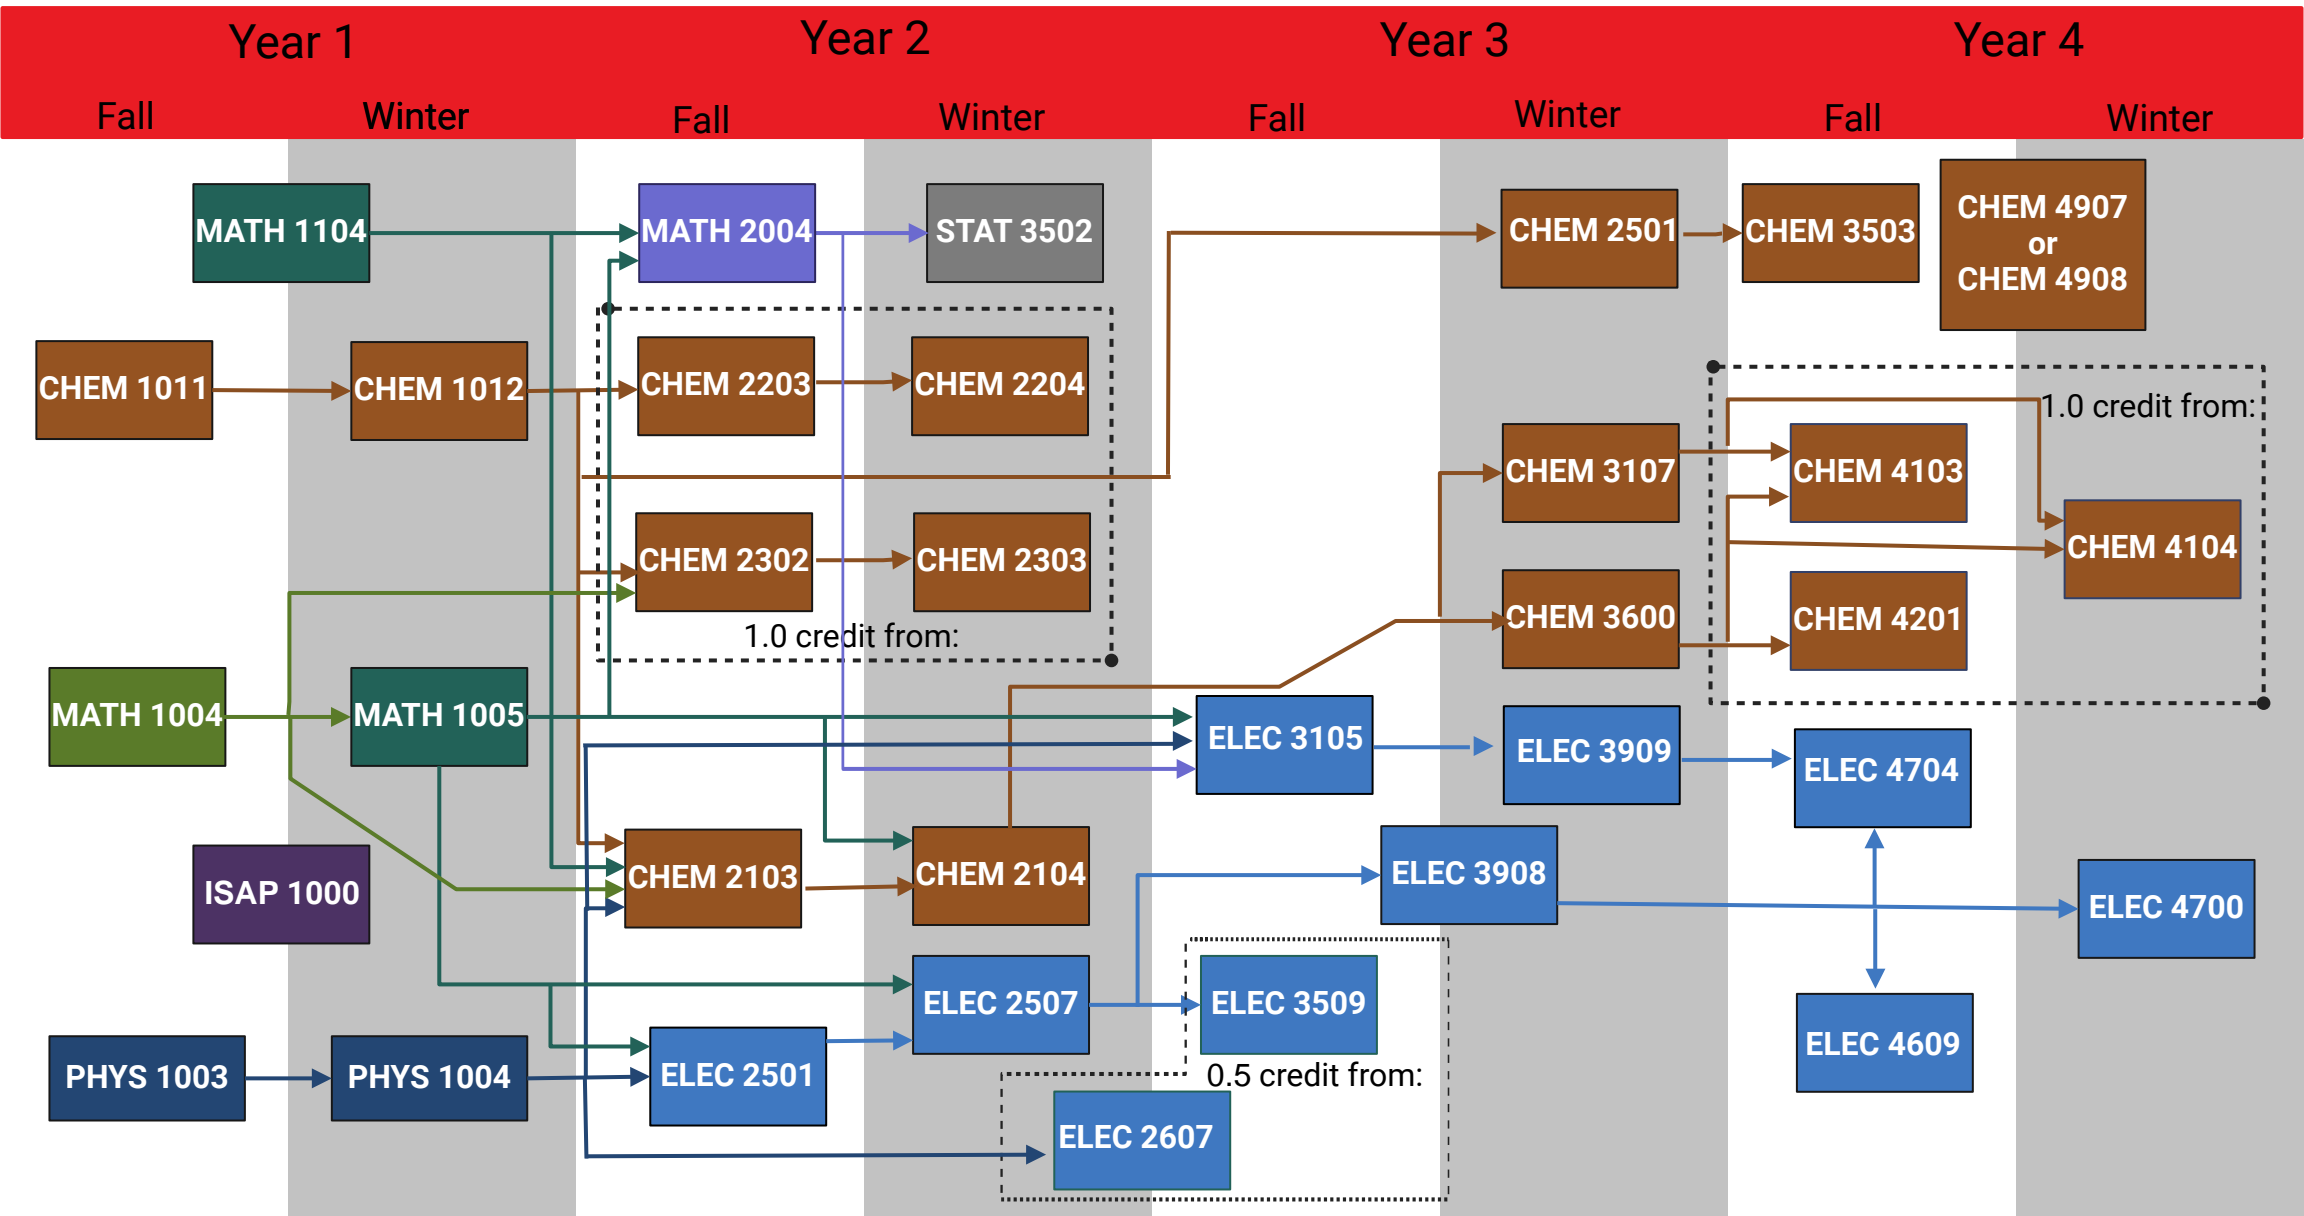 Year 1
Year 2
Year 3
Year 4
Fall
Winter
Fall
Winter
Fall
Winter
Fall
Winter
MATH 1104
MATH 2004
STAT 3502
CHEM 2501
CHEM 3503
CHEM 4907
or
CHEM 4908
CHEM 1011
CHEM 1012
CHEM 2203
CHEM 2204
1.0 credit from:
CHEM 3107
CHEM 4103
CHEM 2302
CHEM 2303
CHEM 4104
1.0 credit from:
CHEM 3600
CHEM 4201
MATH 1004
MATH 1005
ELEC 3105
ELEC 3909
ELEC 4704
ISAP 1000
CHEM 2103
CHEM 2104
ELEC 3908
ELEC 4700
ELEC 2507
ELEC 3509
ELEC 4609
PHYS 1003
PHYS 1004
ELEC 2501
0.5 credit from:
ELEC 2607